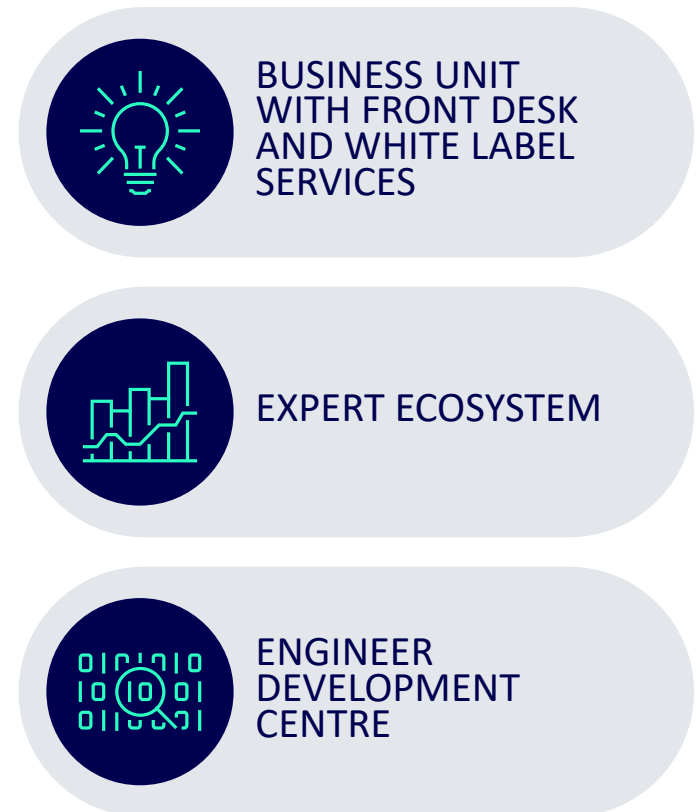 BUSINESS UNIT
WITH FRONT DESK
AND WHITE LABEL
SERVICES
EXPERT ECOSYSTEM
ENGINEER
DEVELOPMENT
CENTRE